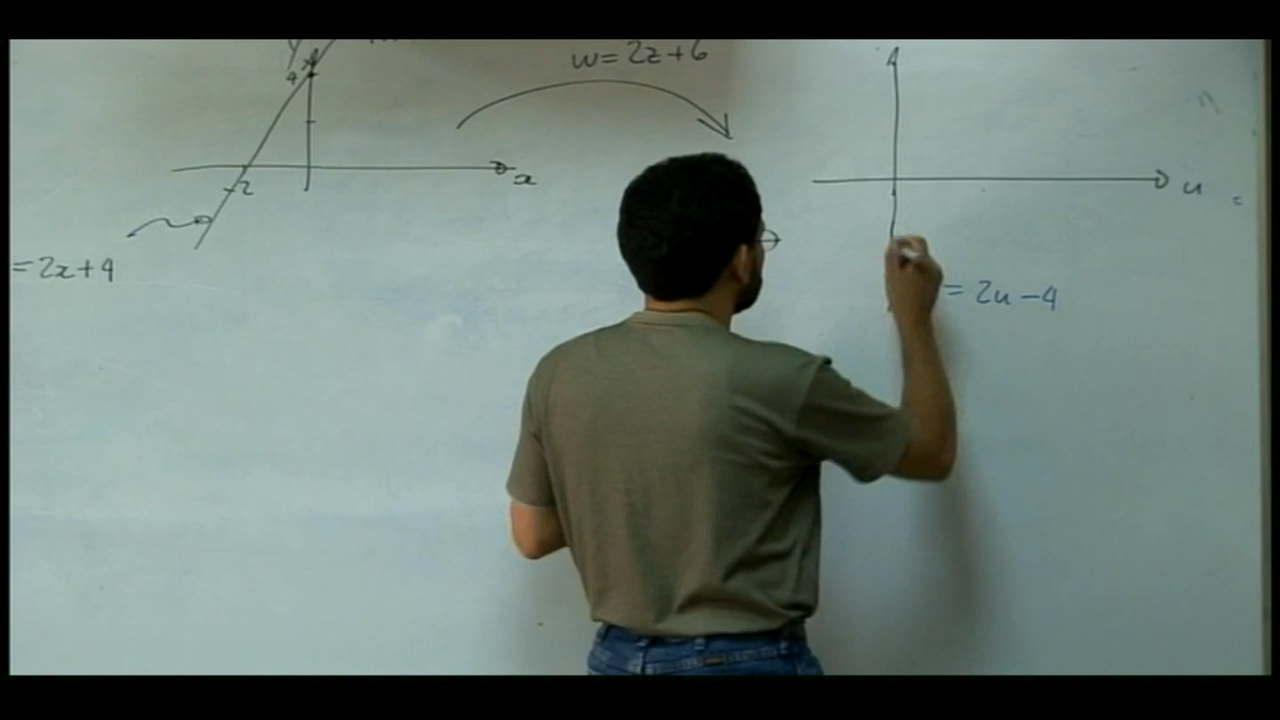 y
w = 2z + 6
4
x
u
-2
= 2x + 4
= 2u - 4